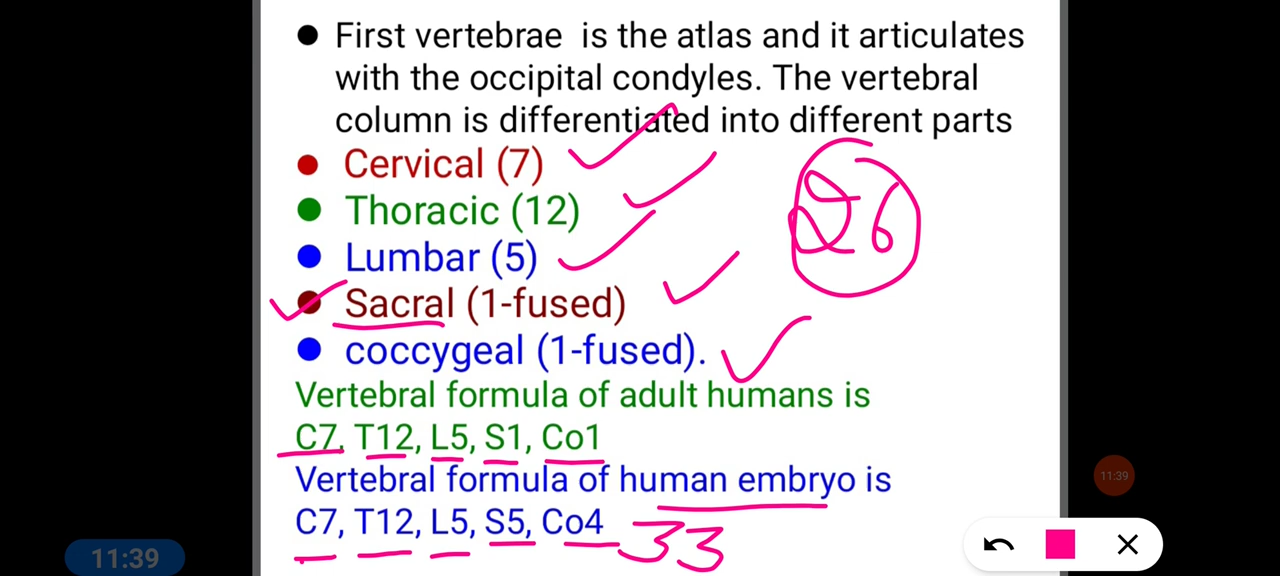 First vertebrae is the atlas and it articulates
with the occipital condyles. The vertebral
column is differentiated into different parts
Cervical (7)
Thoracic (12)
26
Lumbar (5)
Sacral (1-fused)
coccygeal (1-fused).
Vertebral formula of adult humans is
C7, T12, L5, S1, Co1
Vertebral formula of human embryo is
11:39
C7, T12, L5, S5, Co4 33
11:39